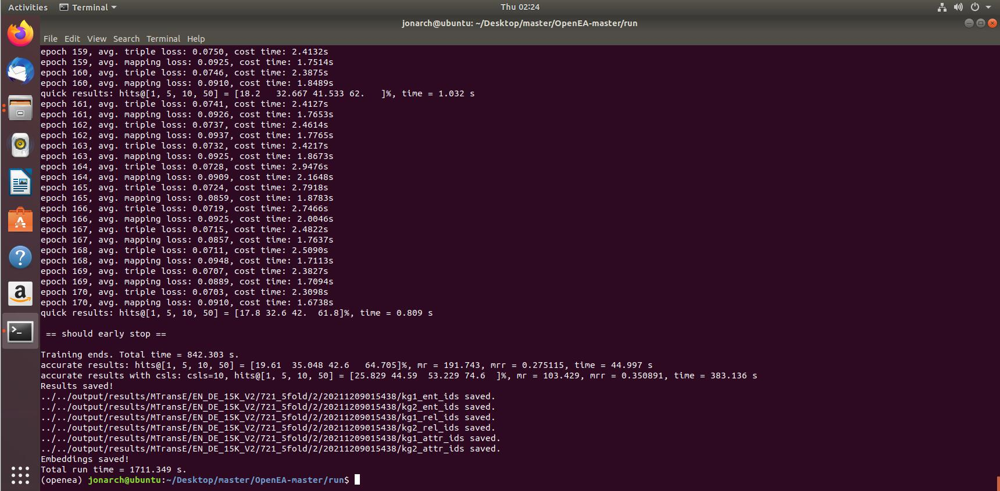 Activities Terminal Thu 02:24
jonarch@ubuntu: ~/Desktop/master/OpenEA-master/run
File Edit View Search Terminal Help
epoch 159, avg. triple loss: 0.0750, cost time: 2.4132s
epoch 159, avg. mapping loss: 0.0925, cost time: 1.7514s
epoch 160, avg. triple loss: 0.0746, cost time: 2.3875s
epoch 160, avg. mapping loss: 0.0910, cost time: 1.8489s
quick results: hits@[1, 5, 10, 50] = [18.2   32.667 41.533 62.   ]%, time = 1.032 s
epoch 161, avg. triple loss: 0.0741, cost time: 2.4127s
epoch 161, avg. mapping loss: 0.0926, cost time: 1.7653s
epoch 162, avg. triple loss: 0.0737, cost time: 2.4614s
epoch 162, avg. mapping loss: 0.0937, cost time: 1.7765s
epoch 163, avg. triple loss: 0.0732, cost time: 2.4217s
epoch 163, avg. mapping loss: 0.0925, cost time: 1.8673s
epoch 164, avg. triple loss: 0.0728, cost time: 2.9476s
epoch 164, avg. mapping loss: 0.0909, cost time: 2.1648s
epoch 165, avg. triple loss: 0.0724, cost time: 2.7918s
epoch 165, avg. mapping loss: 0.0859, cost time: 1.8783s
epoch 166, avg. triple loss: 0.0719, cost time: 2.7466s
epoch 166, avg. mapping loss: 0.0925, cost time: 2.0046s
epoch 167, avg. triple loss: 0.0715, cost time: 2.4822s
epoch 167, avg. mapping loss: 0.0857, cost time: 1.7637s
epoch 168, avg. triple loss: 0.0711, cost time: 2.5090s
epoch 168, avg. mapping loss: 0.0948, cost time: 1.7113s
epoch 169, avg. triple loss: 0.0707, cost time: 2.3827s
epoch 169, avg. mapping loss: 0.0889, cost time: 1.7094s
epoch 170, avg. triple loss: 0.0703, cost time: 2.3098s
epoch 170, avg. mapping loss: 0.0910, cost time: 1.6738s
quick results: hits@[1, 5, 10, 50] = [17.8 32.6 42.  61.8]%, time = 0.809 s
== should early stop ==
Training ends. Total time = 842.303 s.
accurate results: hits@[1, 5, 10, 50] = [19.61  35.048 42.6   64.705]%, mr = 191.743, mrr = 0.275115, time = 44.997 s
accurate results with csls: csls=10, hits@[1, 5, 10, 50] = [25.829 44.59  53.229 74.6  ]%, mr = 103.429, mrr = 0.350891, time = 383.136 s
Results saved!
../../output/results/MTransE/EN_DE_15K_V2/721_5fold/2/20211209015438/kg1_ent_ids saved.
../../output/results/MTransE/EN_DE_15K_V2/721_5fold/2/20211209015438/kg2_ent_ids saved.
../../output/results/MTransE/EN_DE_15K_V2/721_5fold/2/20211209015438/kg1_rel_ids saved.
../../output/results/MTransE/EN_DE_15K_V2/721_5fold/2/20211209015438/kg2_rel_ids saved.
../../output/results/MTransE/EN_DE_15K_V2/721_5fold/2/20211209015438/kg1_attr_ids saved.
../../output/results/MTransE/EN_DE_15K_V2/721_5fold/2/20211209015438/kg2_attr_ids saved.
Embeddings saved!
Total run time = 1711.349 s.
(openea) jonarch@ubuntu:~/Desktop/master/OpenEA-master/run$